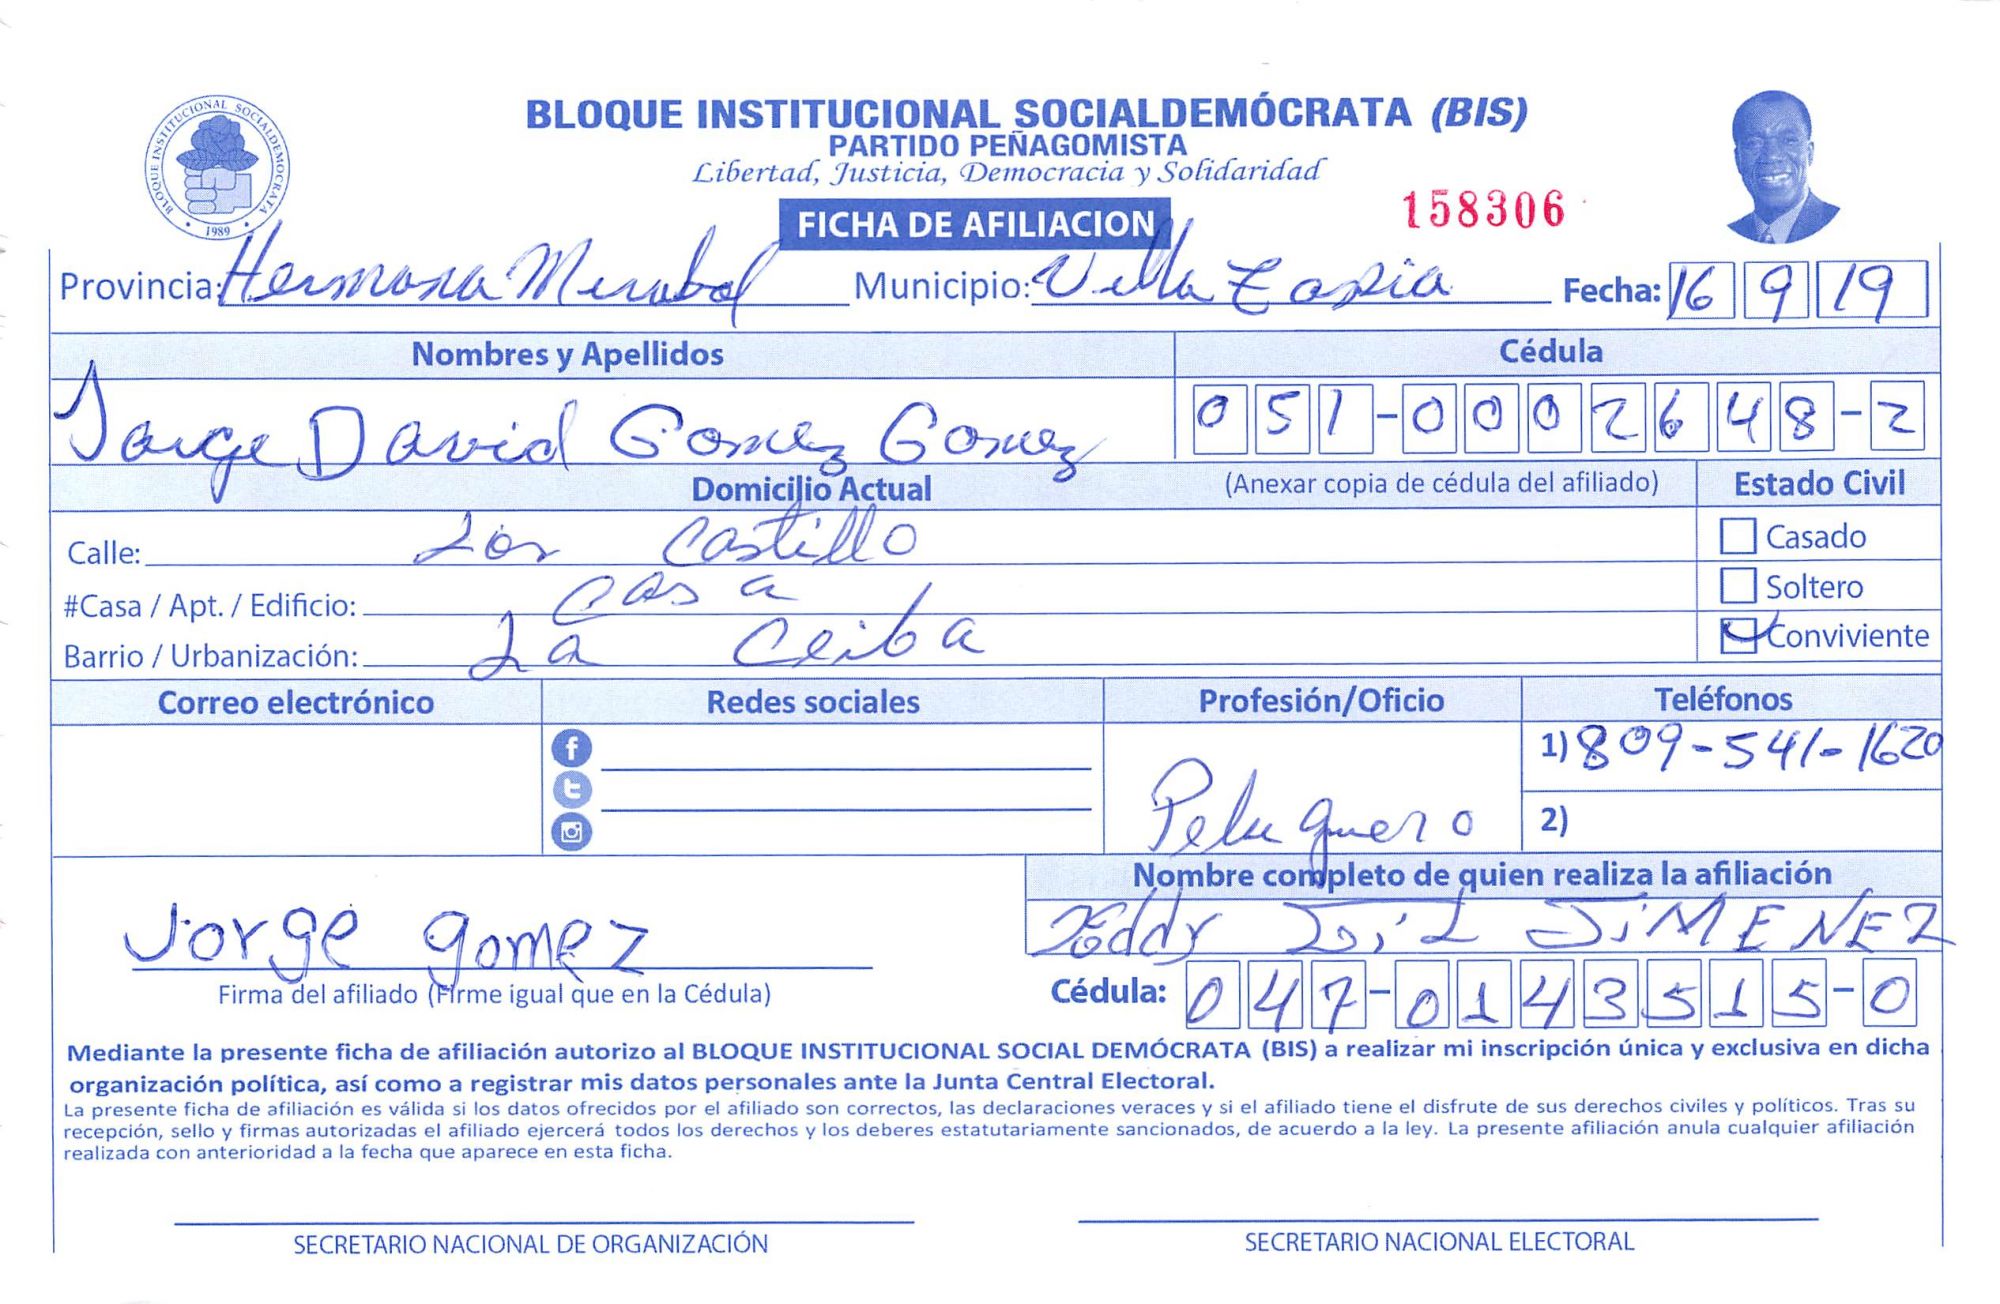 BLOQUE INSTITUCIONAL SOCIALDEMÓCRATA (BIS)
PARTIDO PEÑAGOMISTA
Libertad, Justicia, Democracia y Solidaridad
BLOQUE INSTITUCIONAL SOCIALDEMOCRATA
• 1989 •
FICHA DE AFILIACION
158306
Provincia: Hermana Mirabal Municipio: Villa Tapia Fecha: 16 9 19
Nombres y Apellidos Cédula
Jorge David Gomez Gomez 051-0002648-2
Domicilio Actual (Anexar copia de cédula del afiliado) Estado Civil
Calle: Los Castillo Casado
#Casa / Apt. / Edificio: casa Soltero
Barrio / Urbanización: La Ceiba Conviviente
Correo electrónico Redes sociales Profesión/Oficio Teléfonos
1) 809-541-1620
Peluquero 2)
Nombre completo de quien realiza la afiliación
Jorge gomez JiMENEZ
Firma del afiliado (Firme igual que en la Cédula) Cédula: 047-0143515-0
Mediante la presente ficha de afiliación autorizo al BLOQUE INSTITUCIONAL SOCIAL DEMÓCRATA (BIS) a realizar mi inscripción única y exclusiva en dicha
organización política, así como a registrar mis datos personales ante la Junta Central Electoral.
La presente ficha de afiliación es válida si los datos ofrecidos por el afiliado son correctos, las declaraciones veraces y si el afiliado tiene el disfrute de sus derechos civiles y políticos. Tras su
recepción, sello y firmas autorizadas el afiliado ejercerá todos los derechos y los deberes estatutariamente sancionados, de acuerdo a la ley. La presente afiliación anula cualquier afiliación
realizada con anterioridad a la fecha que aparece en esta ficha.
SECRETARIO NACIONAL DE ORGANIZACIÓN SECRETARIO NACIONAL ELECTORAL